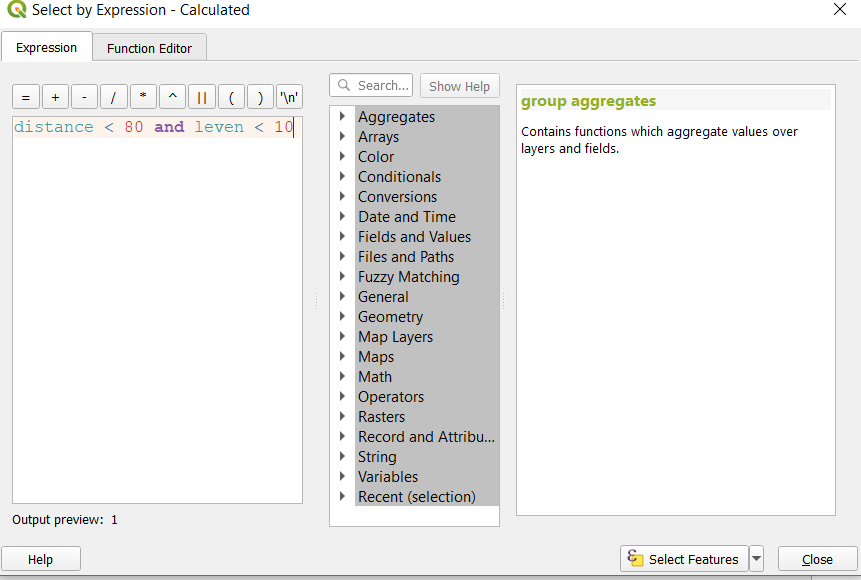 Select by Expression - Calculated
Expression
Function Editor
= + - / * ^ || ( ) '\n'
distance < 80 and leven < 10
Output preview: 1
Help
Search...
Show Help
Aggregates
Arrays
Color
Conditionals
Conversions
Date and Time
Fields and Values
Files and Paths
Fuzzy Matching
General
Geometry
Map Layers
Maps
Math
Operators
Rasters
Record and Attribu...
String
Variables
Recent (selection)
group aggregates
Contains functions which aggregate values over
layers and fields.
Select Features
Close